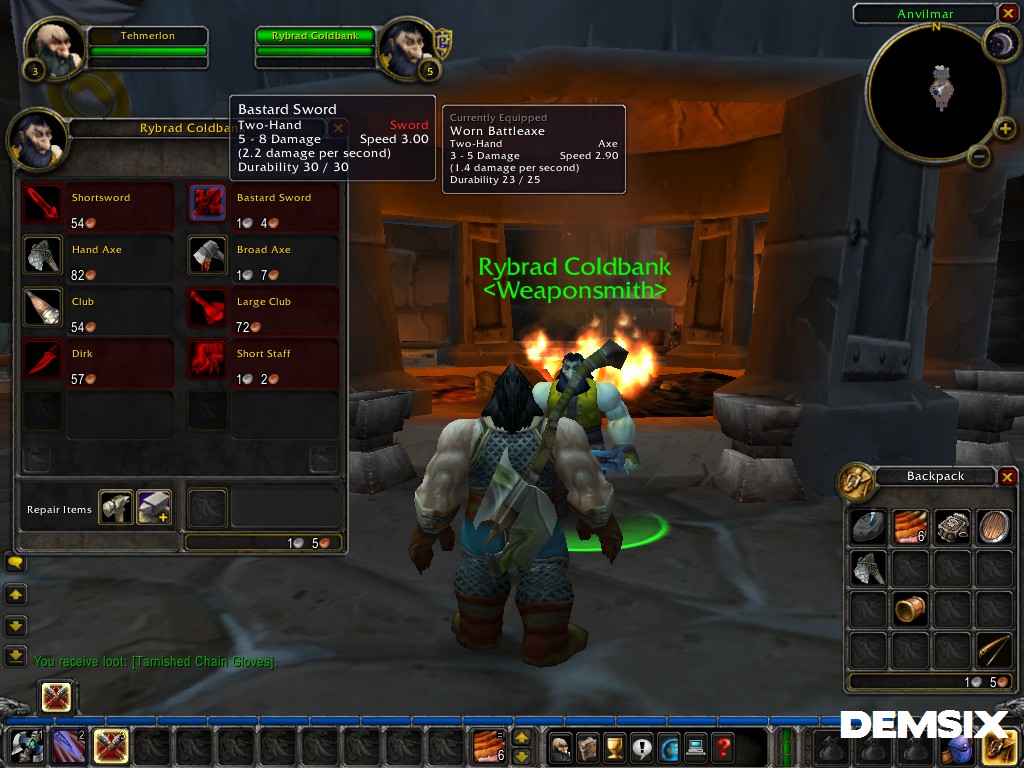 Tehmerlon
3
Rybrad Coldbank
5
Anvilmar
N
Rybrad Coldban
Bastard Sword
Two-Hand Sword
5 - 8 Damage Speed 3.00
(2.2 damage per second)
Durability 30 / 30
Currently Equipped
Worn Battleaxe
Two-Hand Axe
3 - 5 Damage Speed 2.90
(1.4 damage per second)
Durability 23 / 25
Shortsword
54
Bastard Sword
1 4
Hand Axe
82
Broad Axe
1 7
Club
54
Large Club
72
Dirk
57
Short Staff
1 2
Repair Items
1 5
Rybrad Coldbank
<Weaponsmith>
Backpack
6
1 5
You receive loot: [Tarnished Chain Gloves].
1
2
3
=
6
DEMSIX